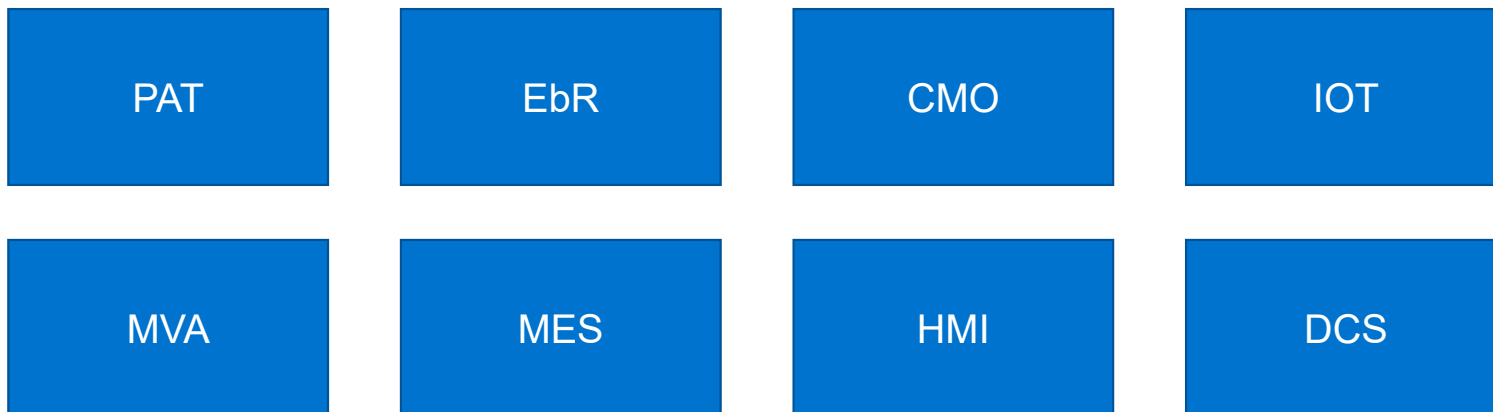 PAT
EbR
CMO
IOT
MVA
MES
HMI
DCS